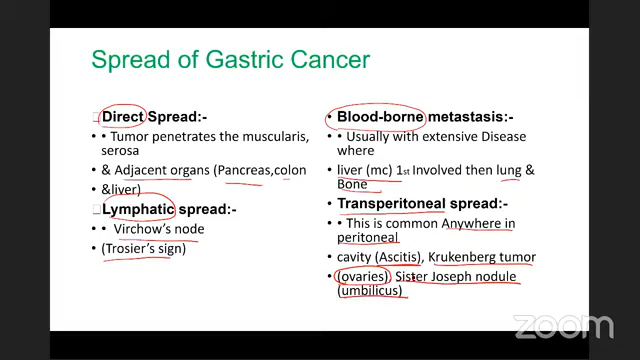 Spread of Gastric Cancer
Direct Spread:-
• Tumor penetrates the muscularis,
serosa
& Adjacent organs (Pancreas,colon
&liver)
Lymphatic spread:-
• Virchow's node
(Trosier's sign)
Blood-borne metastasis:-
• Usually with extensive Disease
where
liver (mc) 1st Involved then lung &
Bone
Transperitoneal spread:-
• This is common Anywhere in
peritoneal
cavity (Ascitis), Krukenberg tumor
(ovaries), Sister Joseph nodule
(umbilicus)
zoom